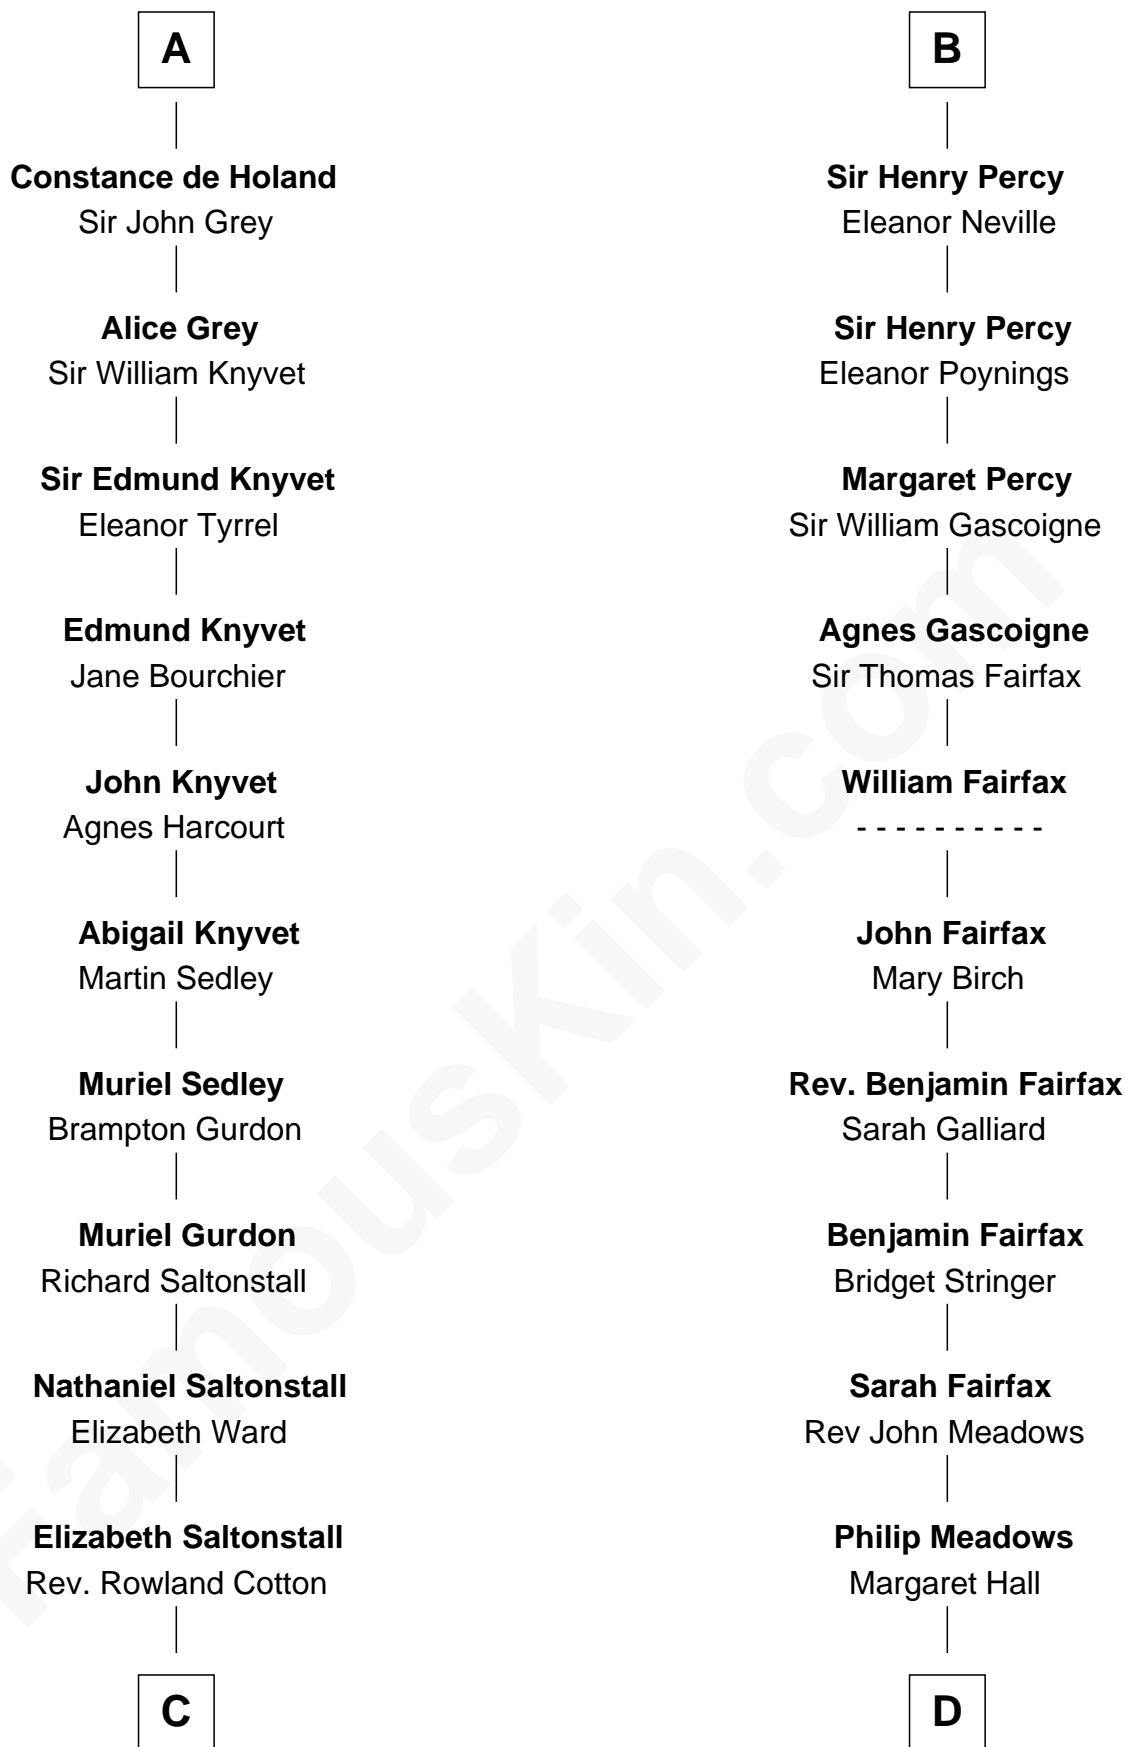 A
Constance de Holand
Sir John Grey
Alice Grey
Sir William Knyvet
Sir Edmund Knyvet
Eleanor Tyrrel
Edmund Knyvet
Jane Bourchier
John Knyvet
Agnes Harcourt
Abigail Knyvet
Martin Sedley
Muriel Sedley
Brampton Gurdon
Muriel Gurdon
Richard Saltonstall
Nathaniel Saltonstall
Elizabeth Ward
Elizabeth Saltonstall
Rev. Rowland Cotton
C
B
Sir Henry Percy
Eleanor Neville
Sir Henry Percy
Eleanor Poynings
Margaret Percy
Sir William Gascoigne
Agnes Gascoigne
Sir Thomas Fairfax
William Fairfax
- - - - - - - - - -
John Fairfax
Mary Birch
Rev. Benjamin Fairfax
Sarah Galliard
Benjamin Fairfax
Bridget Stringer
Sarah Fairfax
Rev John Meadows
Philip Meadows
Margaret Hall
D
FamousKin.com